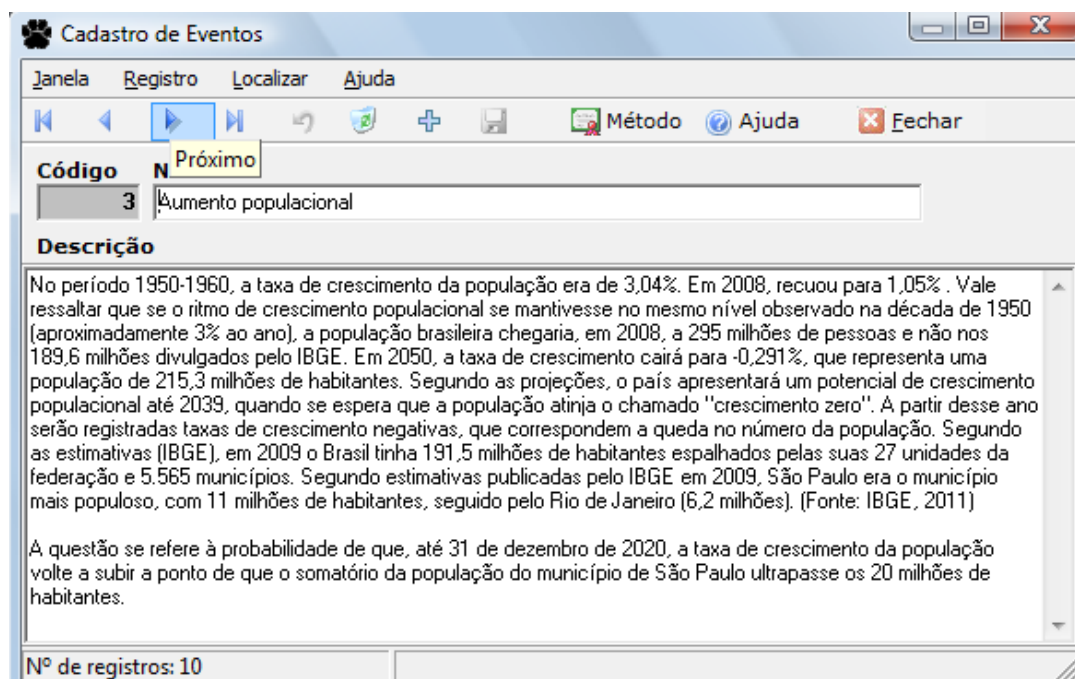 Cadastro de Eventos
Janela Registro Localizar Ajuda
Método Ajuda Fechar
Próximo
Código N
3 Aumento populacional
Descrição
No período 1950-1960, a taxa de crescimento da população era de 3,04%. Em 2008, recuou para 1,05% . Vale
ressaltar que se o ritmo de crescimento populacional se mantivesse no mesmo nível observado na década de 1950
(aproximadamente 3% ao ano), a população brasileira chegaria, em 2008, a 295 milhões de pessoas e não nos
189,6 milhões divulgados pelo IBGE. Em 2050, a taxa de crescimento cairá para -0,291%, que representa uma
população de 215,3 milhões de habitantes. Segundo as projeções, o país apresentará um potencial de crescimento
populacional até 2039, quando se espera que a população atinja o chamado "crescimento zero". A partir desse ano
serão registradas taxas de crescimento negativas, que correspondem a queda no número da população. Segundo
as estimativas (IBGE), em 2009 o Brasil tinha 191,5 milhões de habitantes espalhados pelas suas 27 unidades da
federação e 5.565 municípios. Segundo estimativas publicadas pelo IBGE em 2009, São Paulo era o município
mais populoso, com 11 milhões de habitantes, seguido pelo Rio de Janeiro (6,2 milhões). (Fonte: IBGE, 2011)
A questão se refere à probabilidade de que, até 31 de dezembro de 2020, a taxa de crescimento da população
volte a subir a ponto de que o somatório da população do município de São Paulo ultrapasse os 20 milhões de
habitantes.
Nº de registros: 10